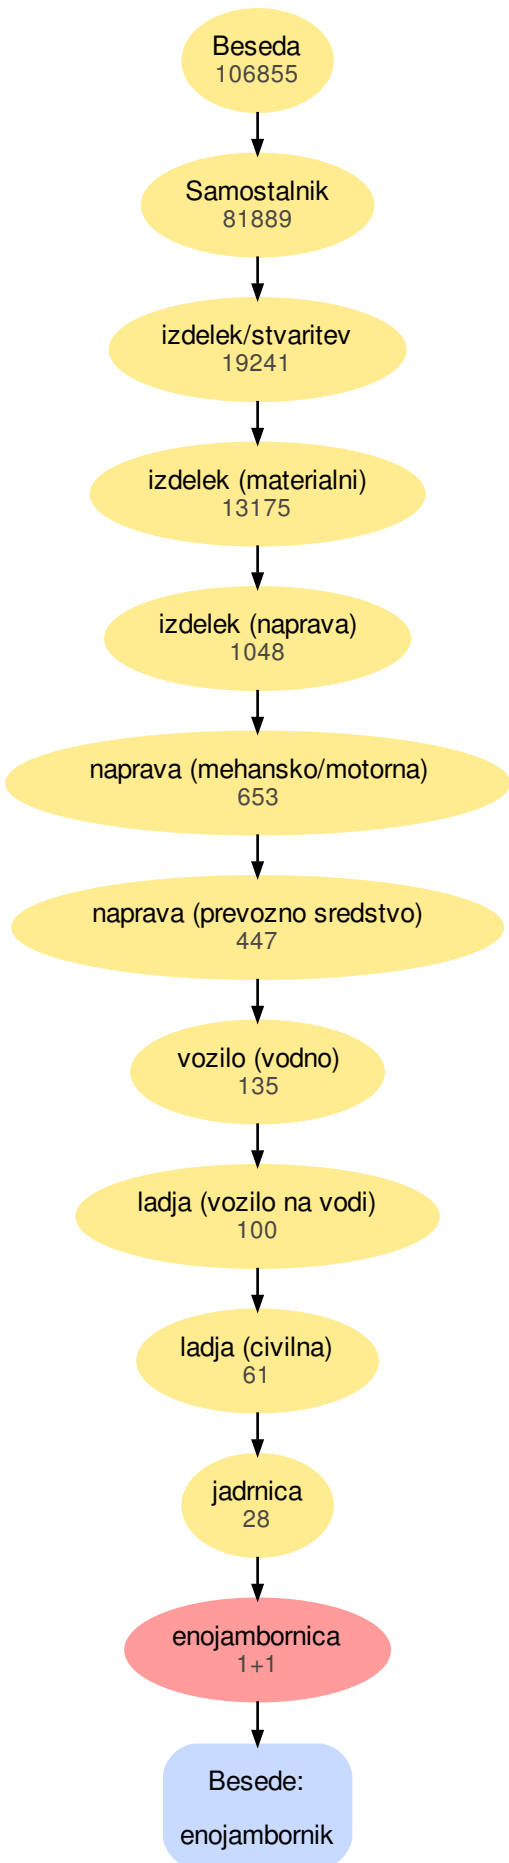 Beseda
106855
Samostalnik
81889
izdelek/stvaritev
19241
izdelek (materialni)
13175
izdelek (naprava)
1048
naprava (mehansko/motorna)
653
naprava (prevozno sredstvo)
447
vozilo (vodno)
135
ladja (vozilo na vodi)
100
ladja (civilna)
61
jadrnica
28
enojambornica
1+1
Besede:
enojambornik